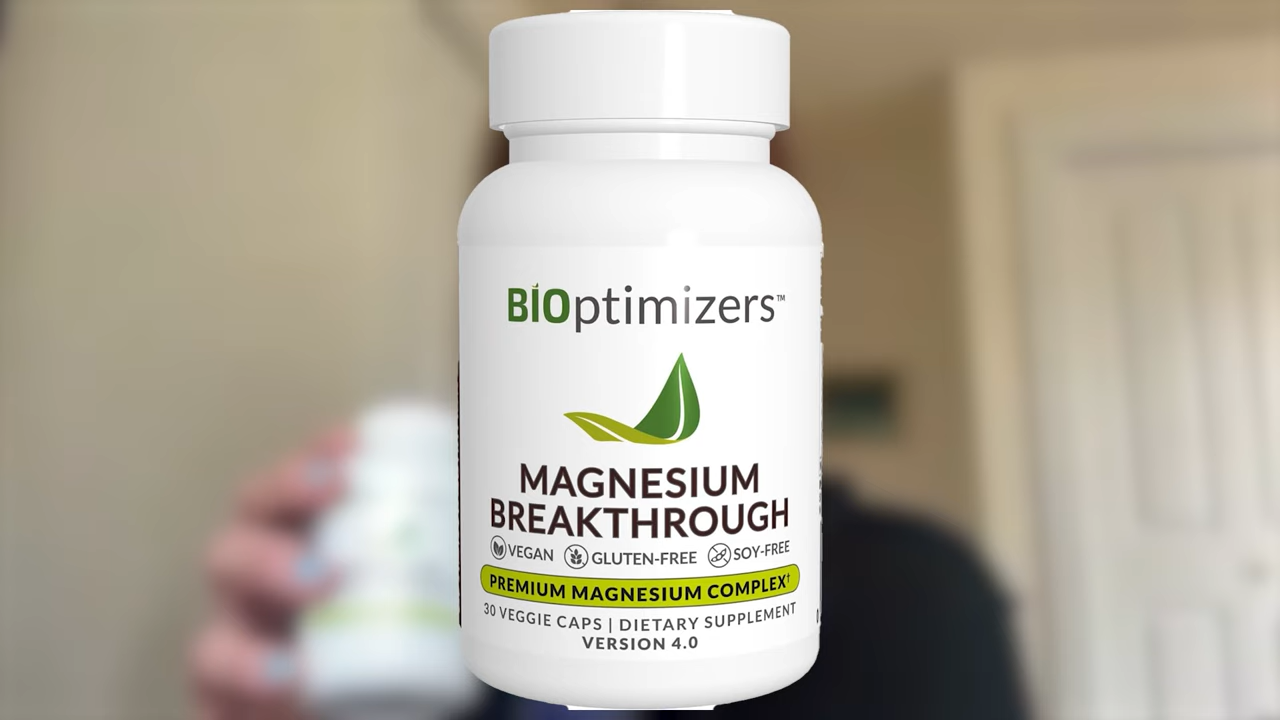 BiOptimizers™
MAGNESIUM
BREAKTHROUGH
VEGAN GLUTEN-FREE SOY-FREE
PREMIUM MAGNESIUM COMPLEX†
30 VEGGIE CAPS | DIETARY SUPPLEMENT
VERSION 4.0